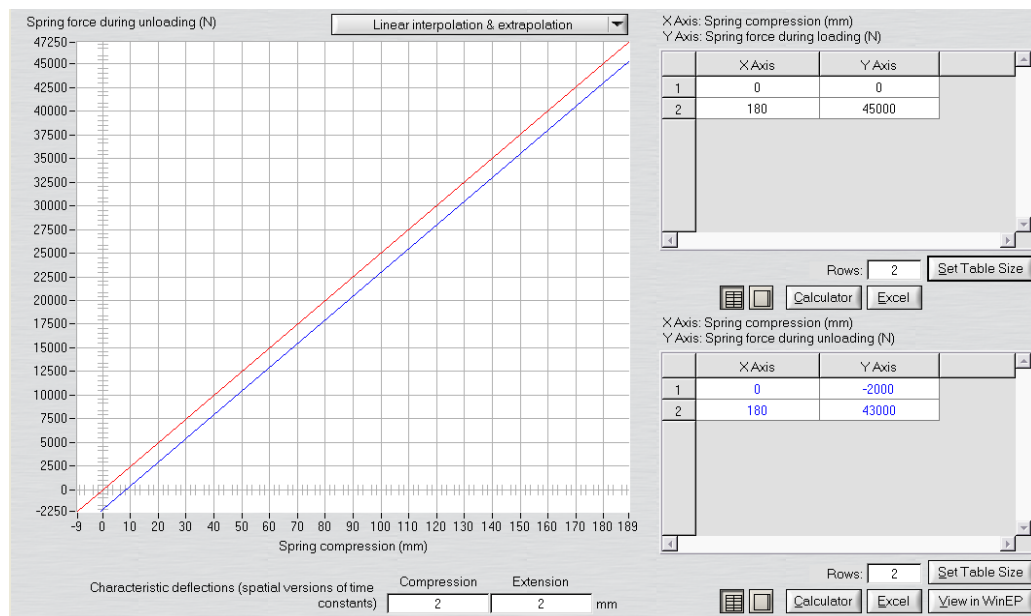 Spring force during unloading (N)
Linear interpolation & extrapolation
47250
45000
42500
40000
37500
35000
32500
30000
27500
25000
22500
20000
17500
15000
12500
10000
7500
5000
2500
0
-2250
-9 0 10 20 30 40 50 60 70 80 90 100 110 120 130 140 150 160 170 180 189
Spring compression (mm)
Characteristic deflections (spatial versions of time
constants)
Compression Extension
2 2 mm
X Axis: Spring compression (mm)
Y Axis: Spring force during loading (N)
X Axis Y Axis
1 0 0
2 180 45000
Rows: 2 Set Table Size
Calculator Excel
X Axis: Spring compression (mm)
Y Axis: Spring force during unloading (N)
X Axis Y Axis
1 0 -2000
2 180 43000
Rows: 2 Set Table Size
Calculator Excel View in WinEP